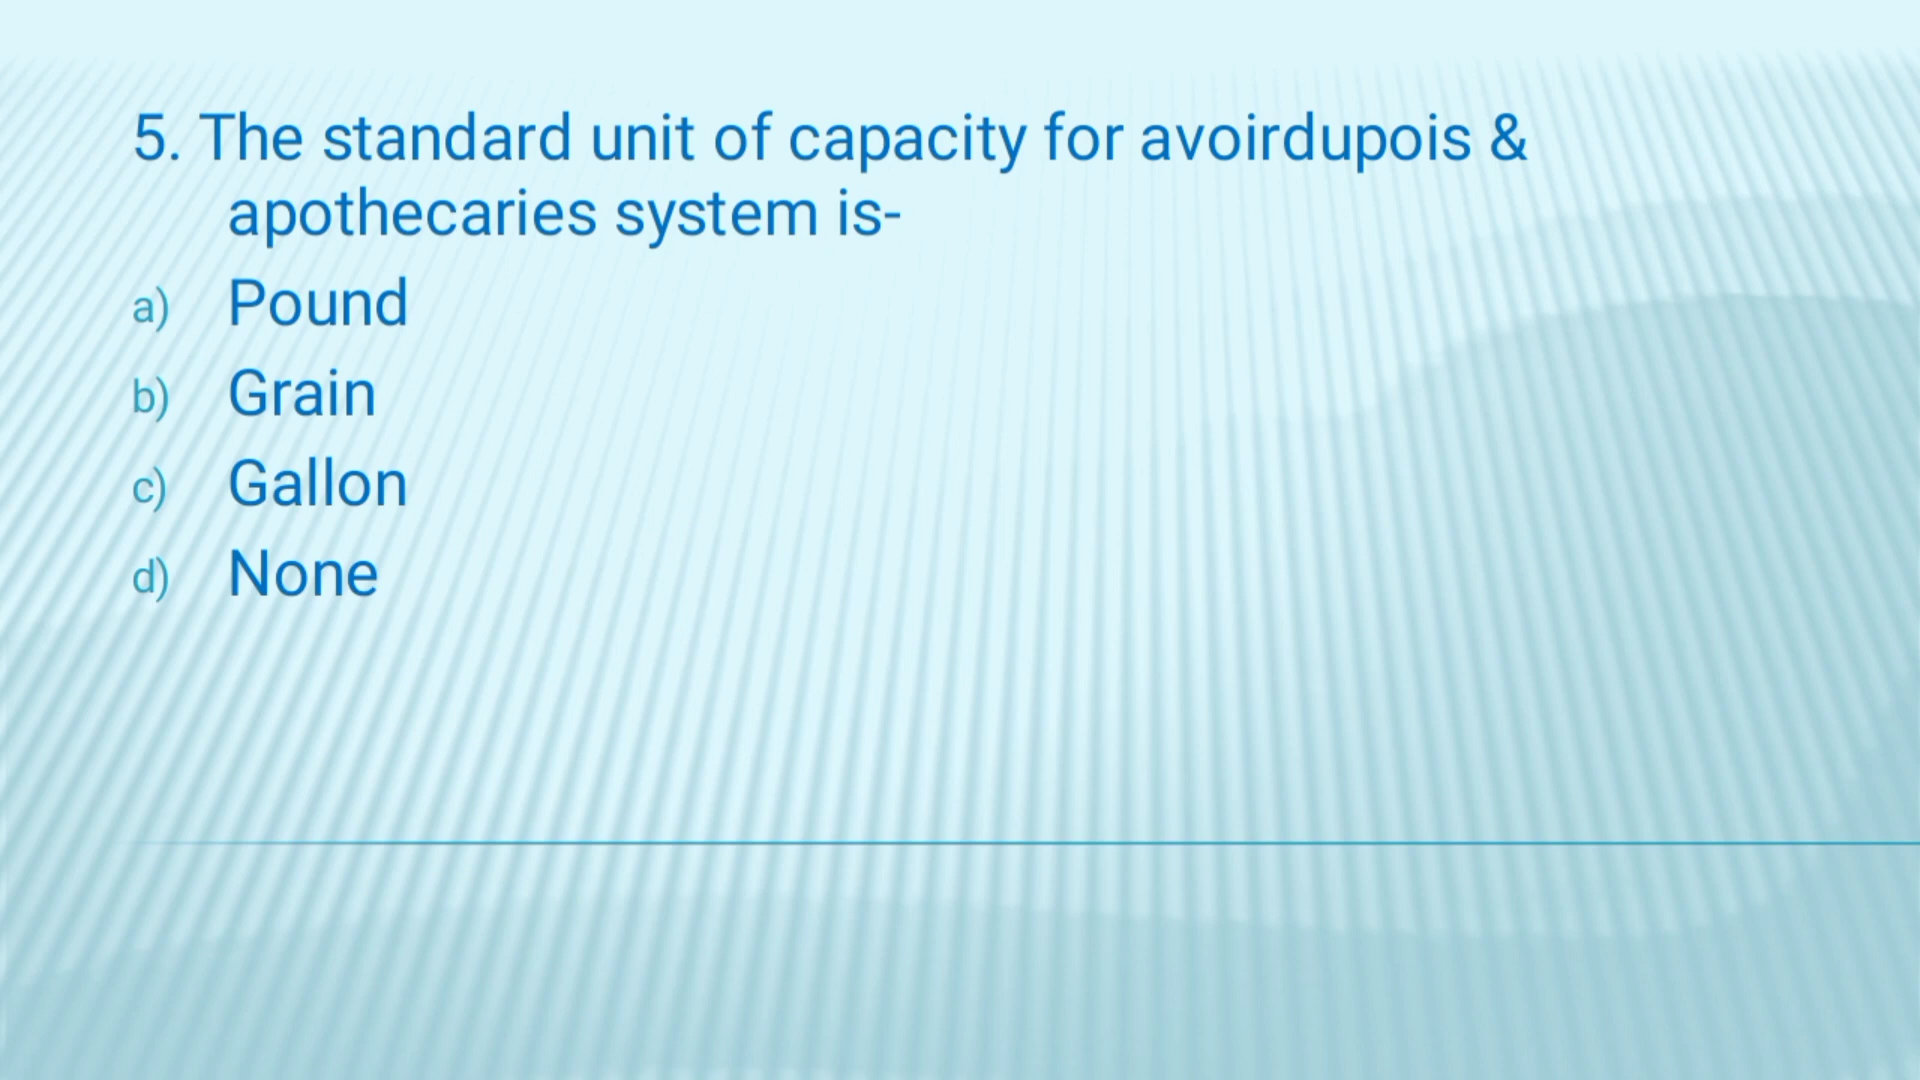 5. The standard unit of capacity for avoirdupois &
apothecaries system is-
a) Pound
b) Grain
c) Gallon
d) None